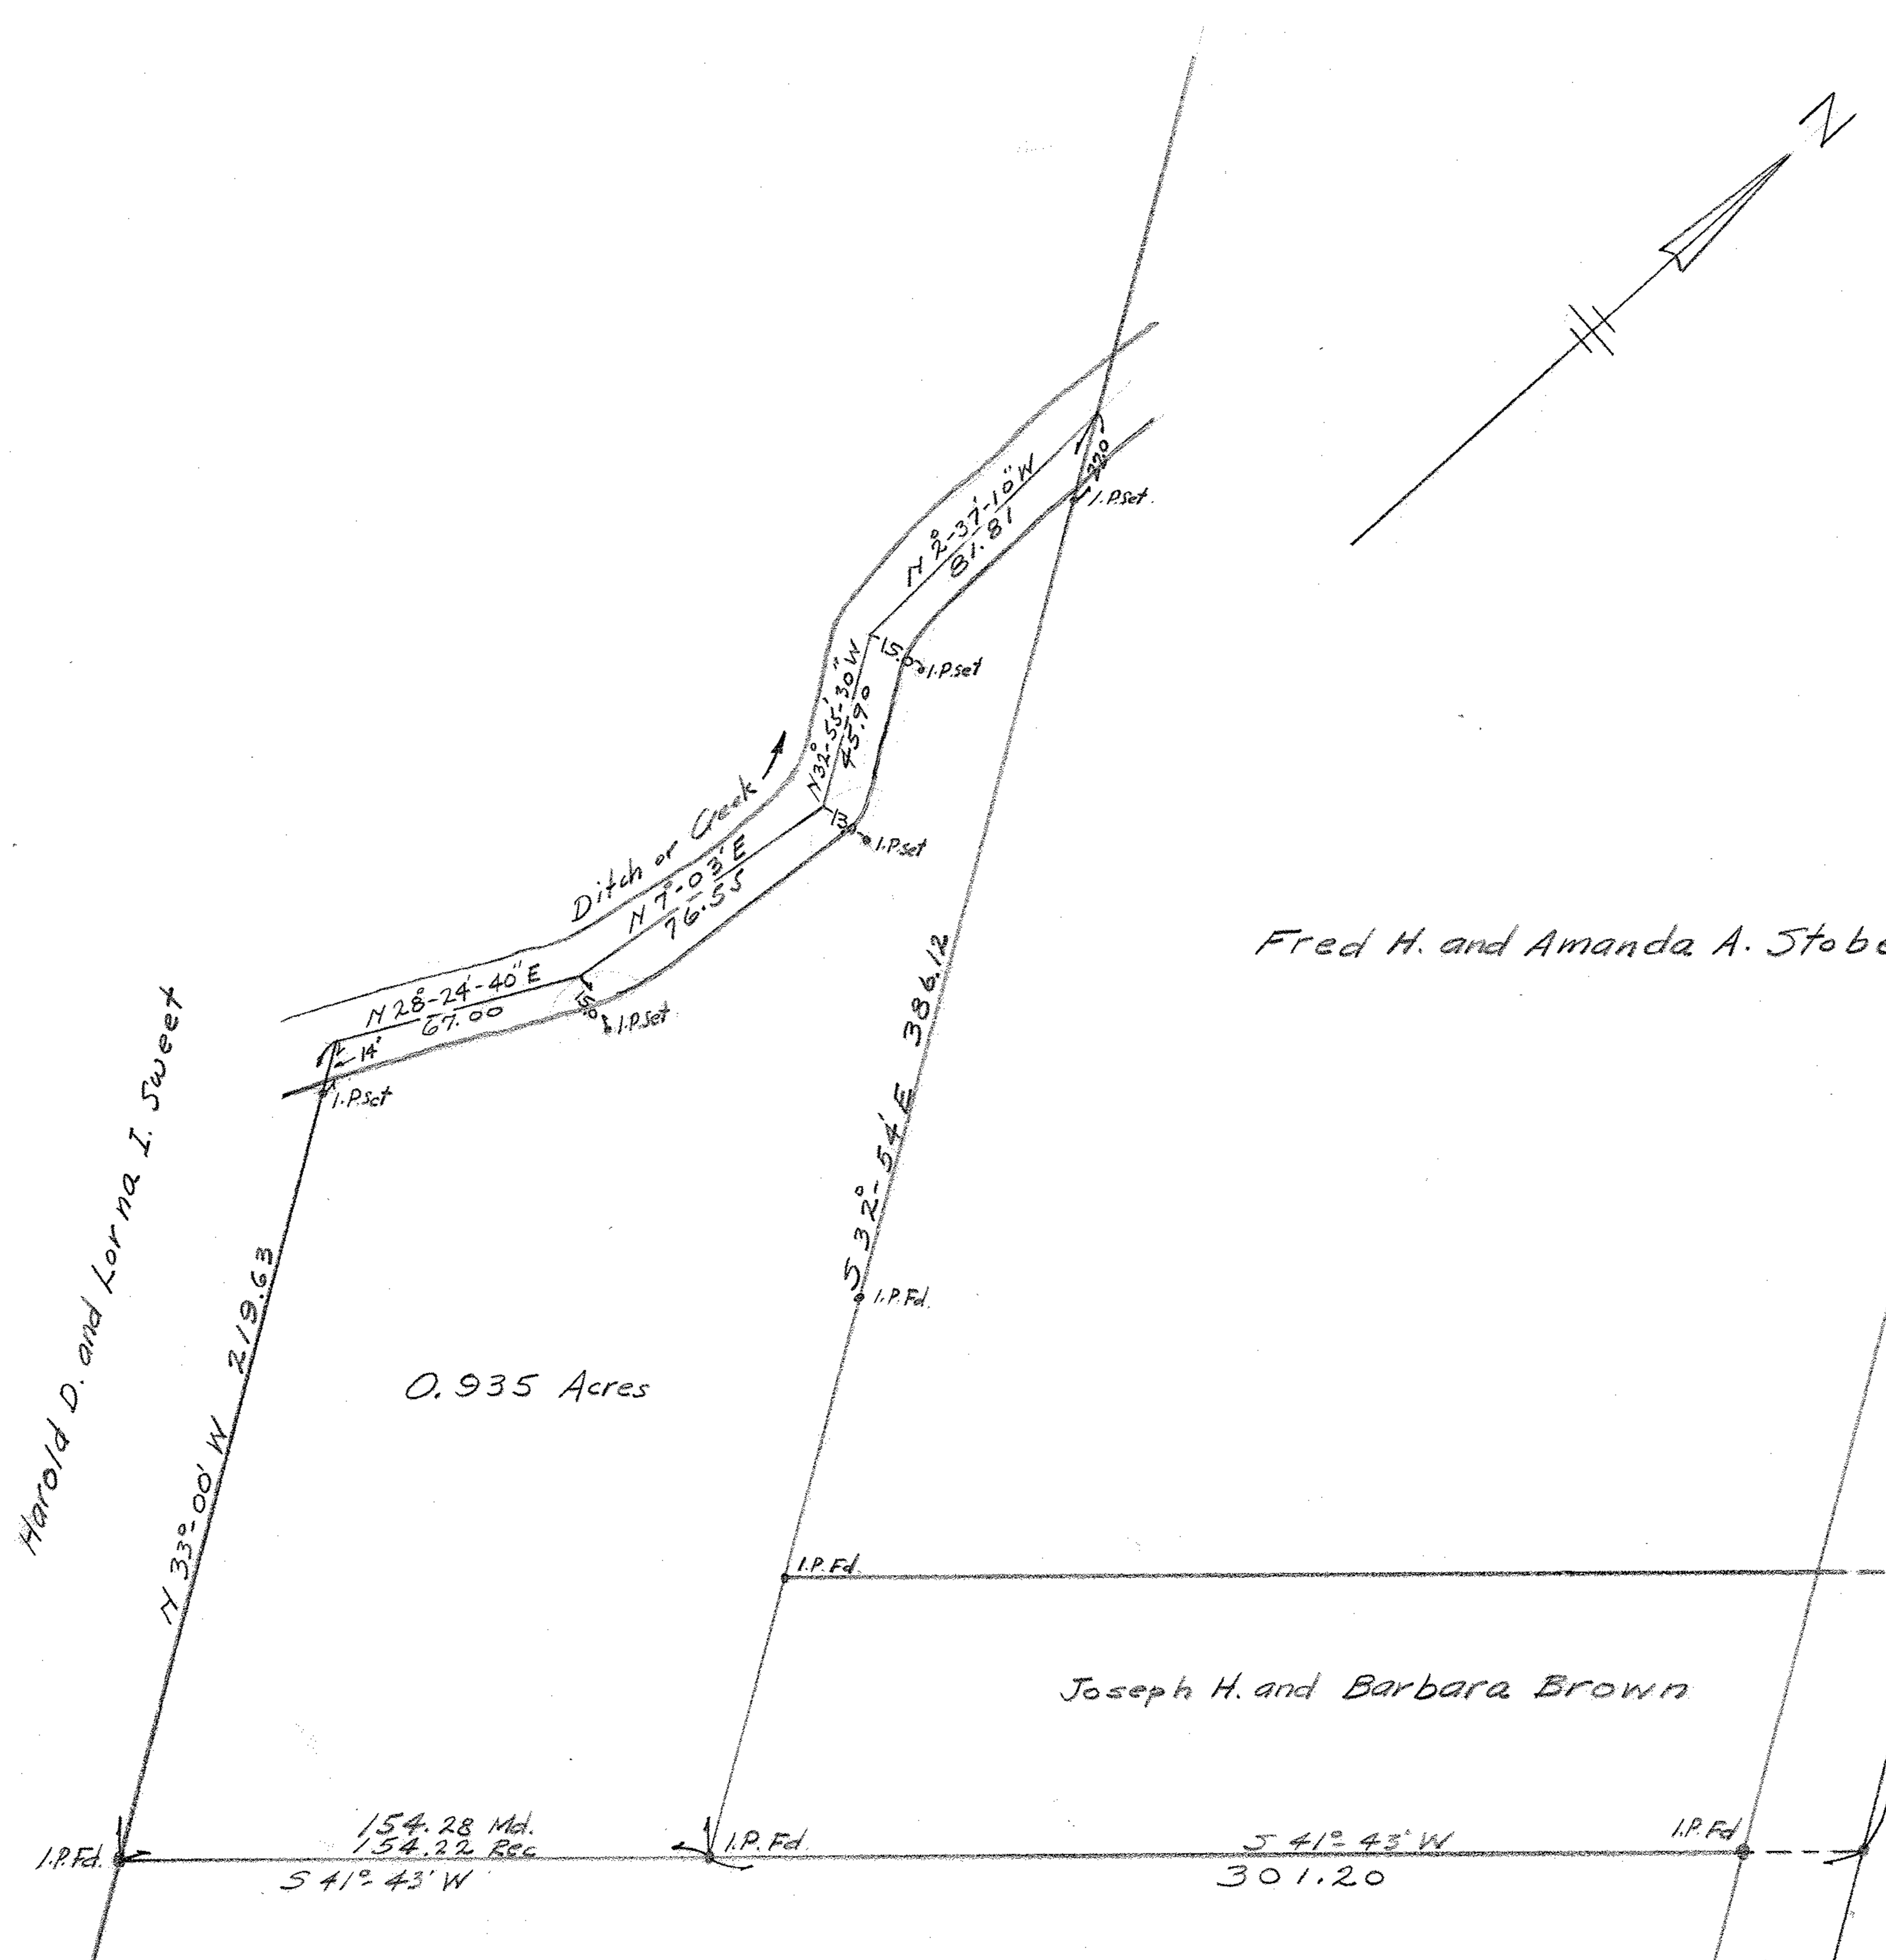 N
22.0
I.P.set.
N 2°-37'-10" W
81.81
15.0
I.P.set
N 32°-55'-30" W
45.90
13.0
I.P.set
Ditch or Creek
N 7°-03' E
76.55
Fred H. and Amanda A. Stobe
N 28°-24'-40" E
67.00
15.0
I.P.set
14'
I.P.set
Harold D. and Lorna I. Sweet
S 32°-54' E 386.12
I.P.Fd.
N 33°-00' W 219.63
0.935 Acres
I.P.Fd.
Joseph H. and Barbara Brown
154.28 Md.
154.22 Rec
I.P.Fd.
S 41°-43' W
I.P.Fd.
S 41°-43' W
301.20
I.P.Fd